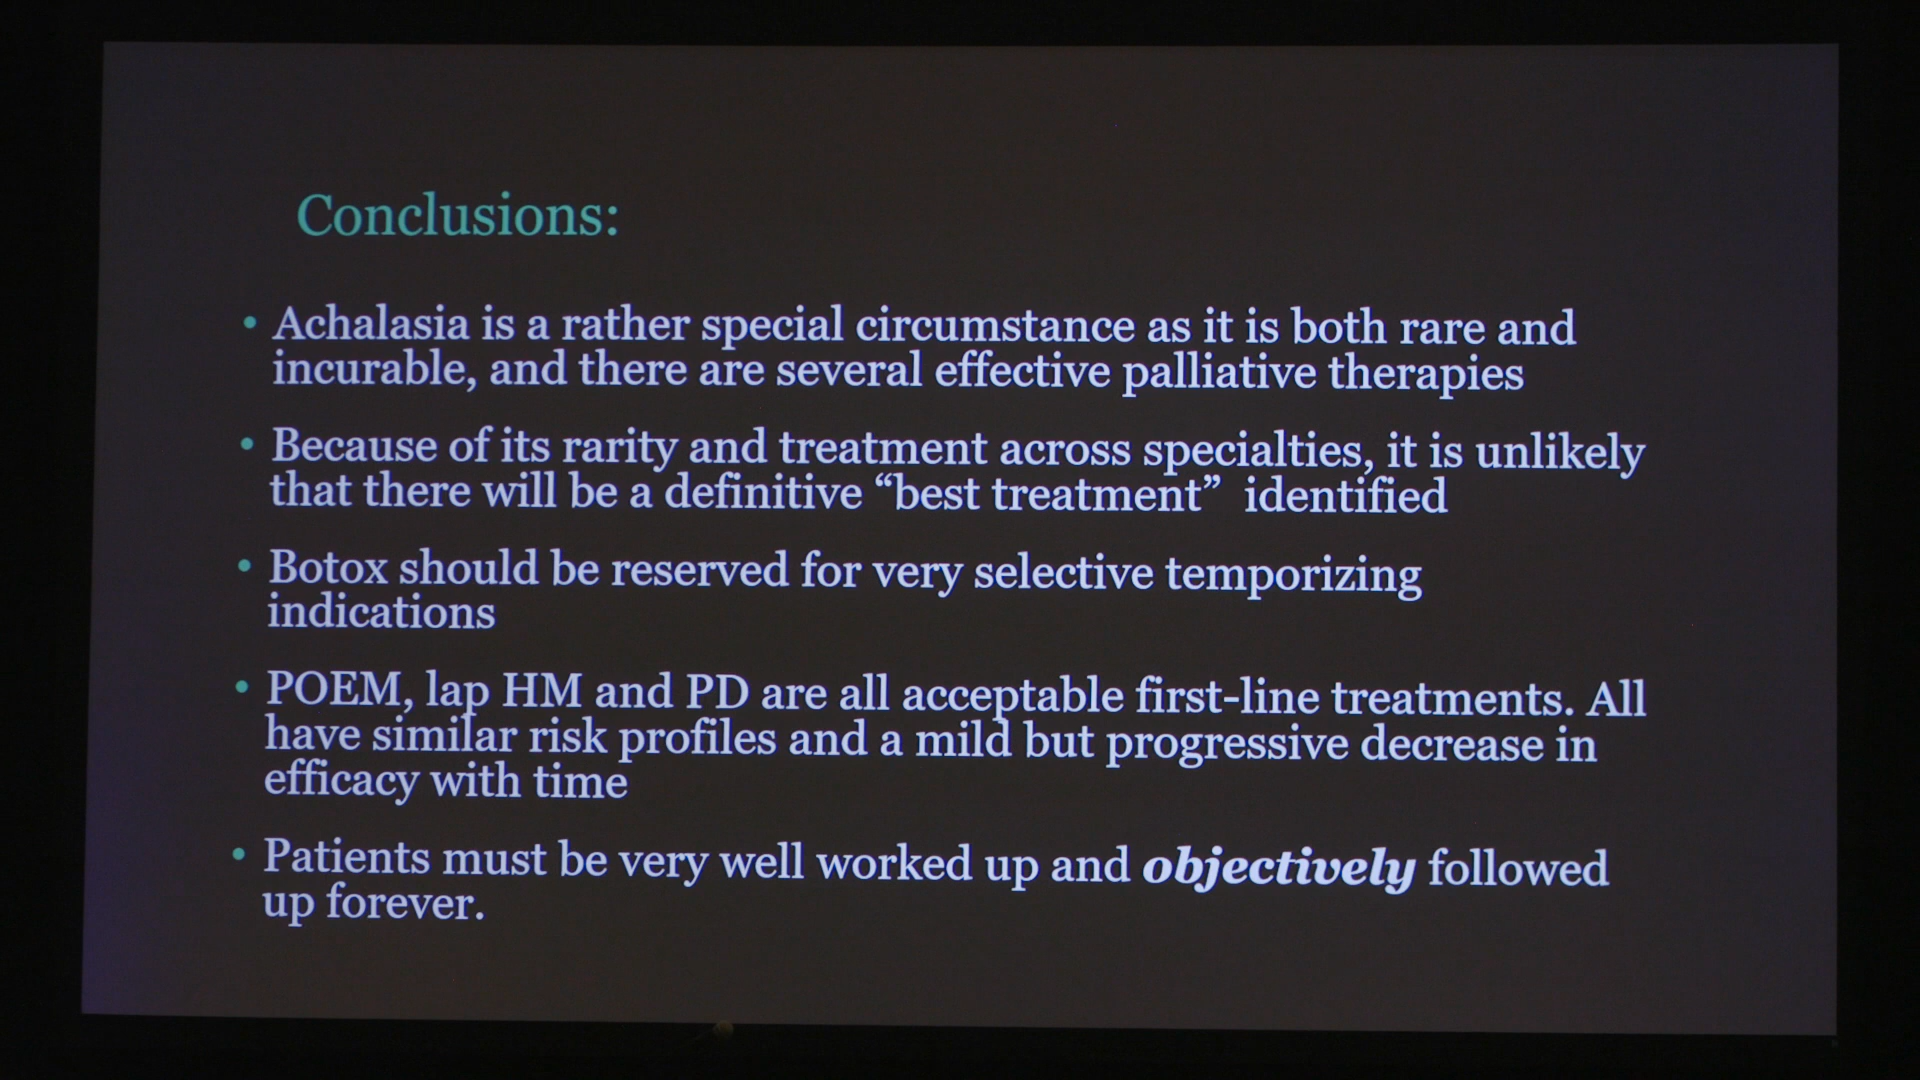 Conclusions:
• Achalasia is a rather special circumstance as it is both rare and
incurable, and there are several effective palliative therapies
• Because of its rarity and treatment across specialties, it is unlikely
that there will be a definitive “best treatment”  identified
• Botox should be reserved for very selective temporizing
indications
• POEM, lap HM and PD are all acceptable first-line treatments. All
have similar risk profiles and a mild but progressive decrease in
efficacy with time
• Patients must be very well worked up and objectively followed
up forever.